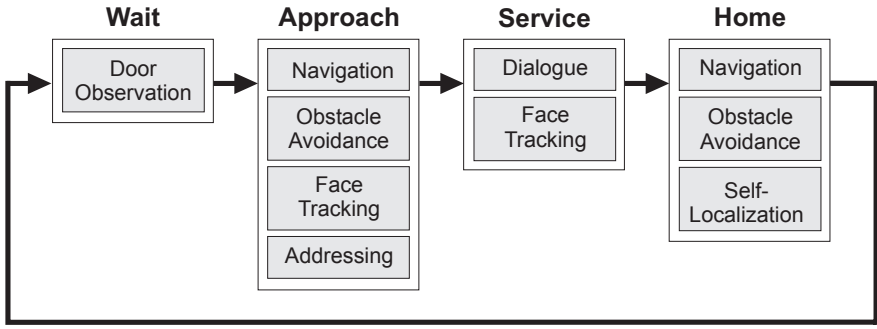 Wait
Door
Observation
Approach
Navigation
Obstacle
Avoidance
Face
Tracking
Addressing
Service
Dialogue
Face
Tracking
Home
Navigation
Obstacle
Avoidance
Self-
Localization